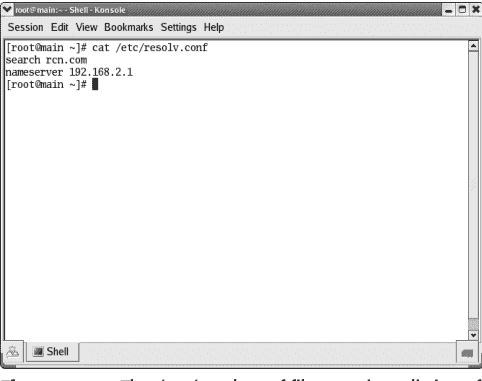 root@main:~ - Shell - Konsole
Session Edit View Bookmarks Settings Help
[root@main ~]# cat /etc/resolv.conf
search rcn.com
nameserver 192.168.2.1
[root@main ~]#
Shell